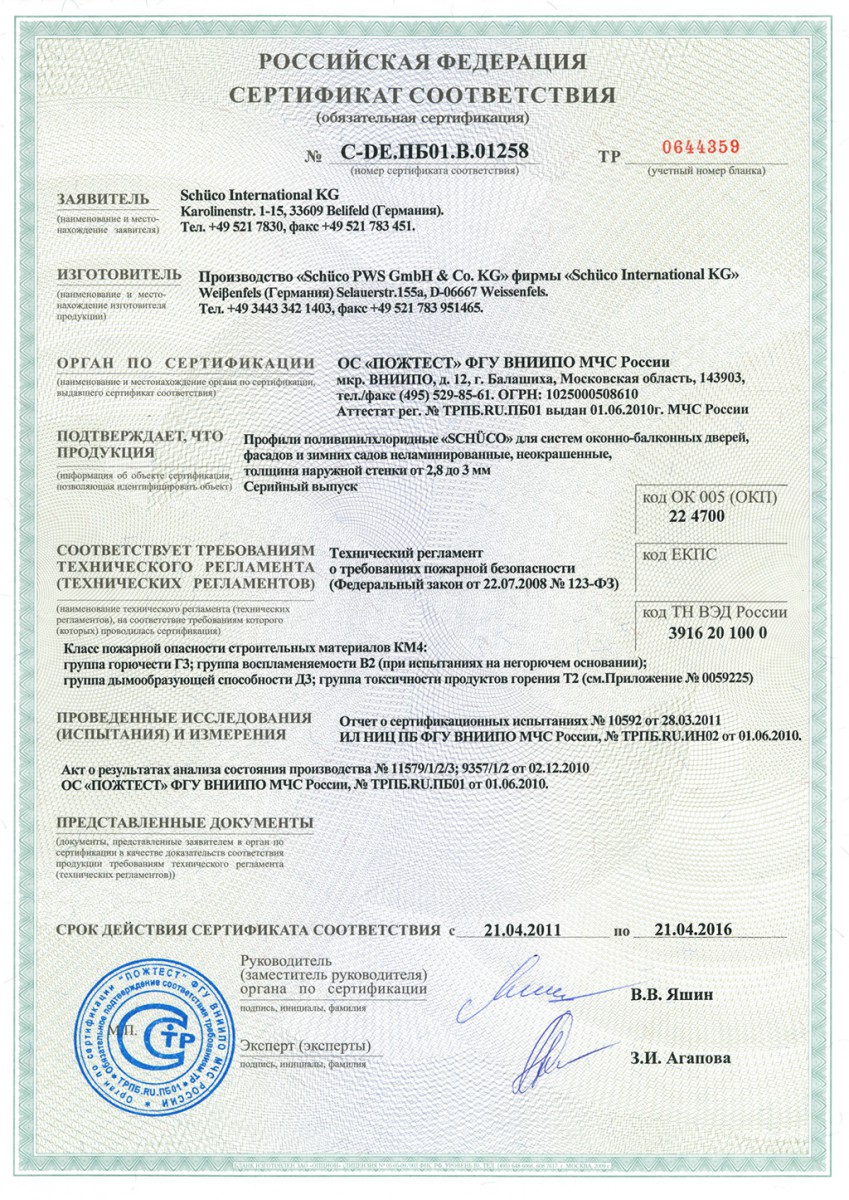 РОССИЙСКАЯ ФЕДЕРАЦИЯ
СЕРТИФИКАТ СООТВЕТСТВИЯ
(обязательная сертификация)
№ C-DE.ПБ01.В.01258
(номер сертификата соответствия)
ТР 0644359
(учетный номер бланка)
ЗАЯВИТЕЛЬ
(наименование и место-
нахождение заявителя)
Schüco International KG
Karolinenstr. 1-15, 33609 Belifeld (Германия).
Тел. +49 521 7830, факс +49 521 783 451.
ИЗГОТОВИТЕЛЬ
(наименование и место-
нахождение изготовителя
продукции)
Производство «Schüco PWS GmbH & Co. KG» фирмы «Schüco International KG»
Weiβenfels (Германия) Selauerstr.155a, D-06667 Weissenfels.
Тел. +49 3443 342 1403, факс +49 521 783 951465.
ОРГАН ПО СЕРТИФИКАЦИИ
(наименование и местонахождение органа по сертификации,
выдавшего сертификат соответствия)
ОС «ПОЖТЕСТ» ФГУ ВНИИПО МЧС России
мкр. ВНИИПО, д. 12, г. Балашиха, Московская область, 143903,
тел./факс (495) 529-85-61. ОГРН: 1025000508610
Аттестат рег. № ТРПБ.RU.ПБ01 выдан 01.06.2010г. МЧС России
ПОДТВЕРЖДАЕТ, ЧТО
ПРОДУКЦИЯ
(информация об объекте сертификации,
позволяющая идентифицировать объект)
Профили поливинилхлоридные «SCHÜCO» для систем оконно-балконных дверей,
фасадов и зимних садов неламинированные, неокрашенные,
толщина наружной стенки от 2,8 до 3 мм
Серийный выпуск
код ОК 005 (ОКП)
22 4700
СООТВЕТСТВУЕТ ТРЕБОВАНИЯМ
ТЕХНИЧЕСКОГО РЕГЛАМЕНТА
(ТЕХНИЧЕСКИХ РЕГЛАМЕНТОВ)
(наименование технического регламента (технических
регламентов), на соответствие требованиям которого
(которых) проводилась сертификация)
Технический регламент
о требованиях пожарной безопасности
(Федеральный закон от 22.07.2008 № 123-ФЗ)
код ЕКПС
код ТН ВЭД России
3916 20 100 0
Класс пожарной опасности строительных материалов КМ4:
группа горючести Г3; группа воспламеняемости В2 (при испытаниях на негорючем основании);
группа дымообразующей способности Д3; группа токсичности продуктов горения Т2 (см.Приложение № 0059225)
ПРОВЕДЕННЫЕ ИССЛЕДОВАНИЯ
(ИСПЫТАНИЯ) И ИЗМЕРЕНИЯ
Отчет о сертификационных испытаниях № 10592 от 28.03.2011
ИЛ НИЦ ПБ ФГУ ВНИИПО МЧС России, № ТРПБ.RU.ИН02 от 01.06.2010.
Акт о результатах анализа состояния производства № 11579/1/2/3; 9357/1/2 от 02.12.2010
ОС «ПОЖТЕСТ» ФГУ ВНИИПО МЧС России, № ТРПБ.RU.ПБ01 от 01.06.2010.
ПРЕДСТАВЛЕННЫЕ ДОКУМЕНТЫ
(документы, представленные заявителем в орган по
сертификации в качестве доказательств соответствия
продукции требованиям технического регламента
(технических регламентов))
СРОК ДЕЙСТВИЯ СЕРТИФИКАТА СООТВЕТСТВИЯ с 21.04.2011 по 21.04.2016
Руководитель
(заместитель руководителя)
органа по сертификации
подпись, инициалы, фамилия
В.В. Яшин
М.П.
Эксперт (эксперты)
подпись, инициалы, фамилия
З.И. Агапова
Орган по сертификации "ПОЖТЕСТ" ФГУ ВНИИПО МЧС РОССИИ
Обязательное подтверждение соответствия требованиям ТР
ТРПБ.RU.ПБ01
СТР